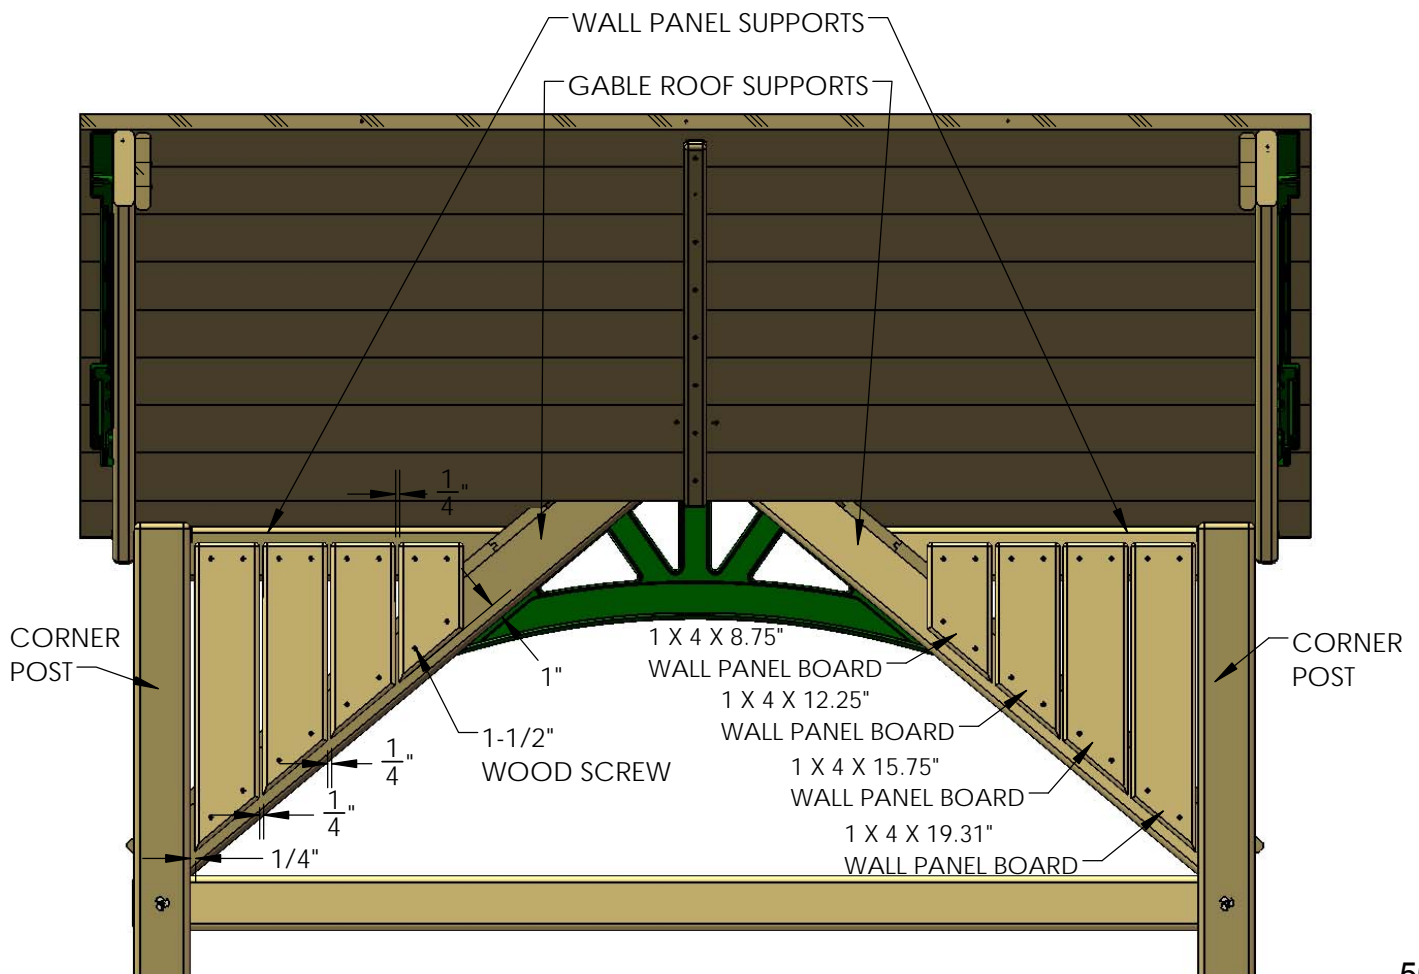 WALL PANEL SUPPORTS
GABLE ROOF SUPPORTS
1/4"
CORNER
POST
1"
1-1/2"
WOOD SCREW
1/4"
1/4"
1/4"
1 X 4 X 8.75"
WALL PANEL BOARD
1 X 4 X 12.25"
WALL PANEL BOARD
1 X 4 X 15.75"
WALL PANEL BOARD
1 X 4 X 19.31"
WALL PANEL BOARD
CORNER
POST